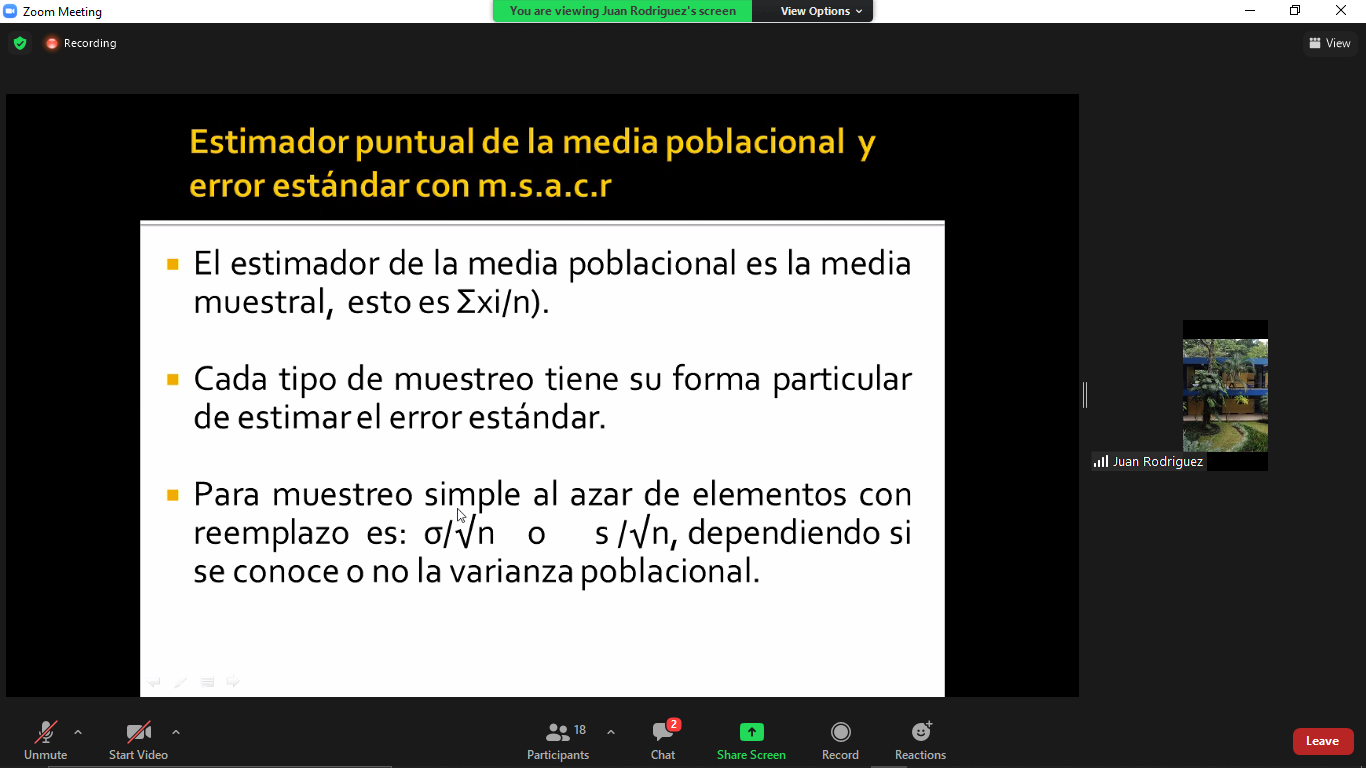 Zoom Meeting
You are viewing Juan Rodriguez's screen
View Options
Recording
View
Estimador puntual de la media poblacional y
error estándar con m.s.a.c.r
El estimador de la media poblacional es la media
muestral, esto es Σxi/n).
Cada tipo de muestreo tiene su forma particular
de estimar el error estándar.
Para muestreo simple al azar de elementos con
reemplazo es: σ/√n o s /√n, dependiendo si
se conoce o no la varianza poblacional.
Juan Rodriguez
Unmute
Start Video
Participants
18
Chat
2
Share Screen
Record
Reactions
Leave